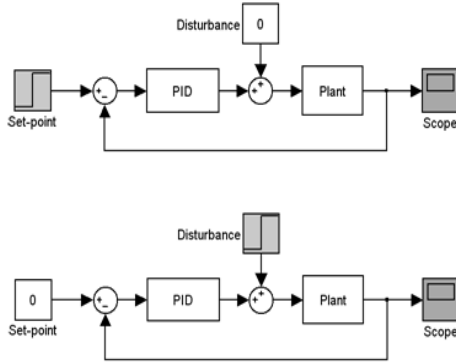 Disturbance 0
PID
Plant
Set-point
Scope
Disturbance
0
PID
Plant
Set-point
Scope